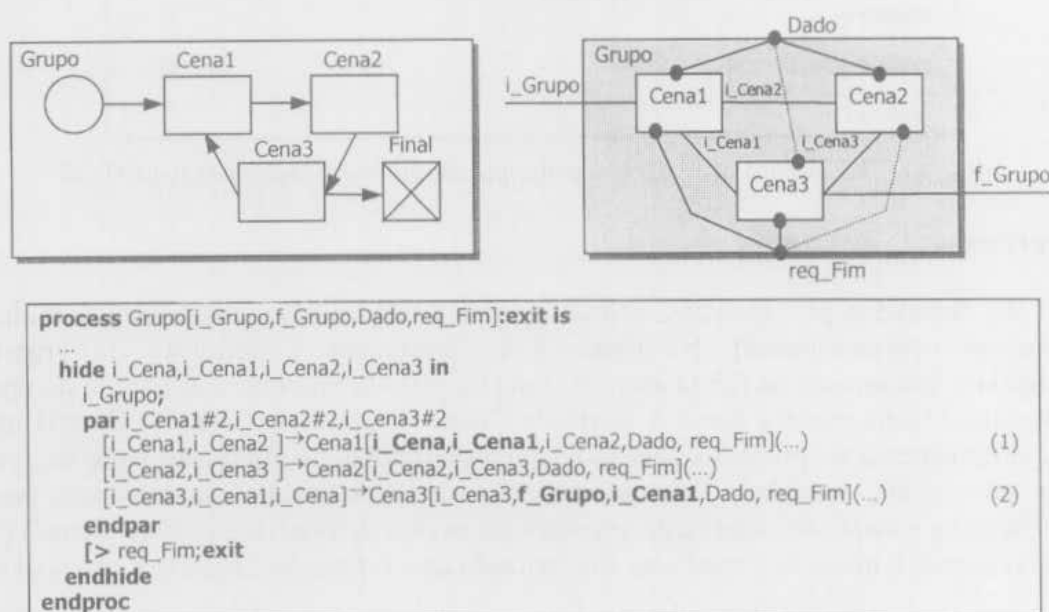 Grupo
Cena1
Cena2
Cena3
Final
Dado
Grupo
i_Grupo
Cena1
i_Cena2
Cena2
i_Cena1
i_Cena3
Cena3
f_Grupo
req_Fim
process Grupo[i_Grupo,f_Grupo,Dado,req_Fim]:exit is
...
hide i_Cena,i_Cena1,i_Cena2,i_Cena3 in
i_Grupo;
par i_Cena1#2,i_Cena2#2,i_Cena3#2
[i_Cena1,i_Cena2 ]→Cena1[i_Cena,i_Cena1,i_Cena2,Dado, req_Fim](...) (1)
[i_Cena2,i_Cena3 ]→Cena2[i_Cena2,i_Cena3,Dado, req_Fim](...)
[i_Cena3,i_Cena1,i_Cena]→Cena3[i_Cena3,f_Grupo,i_Cena1,Dado, req_Fim](...) (2)
endpar
[> req_Fim;exit
endhide
endproc